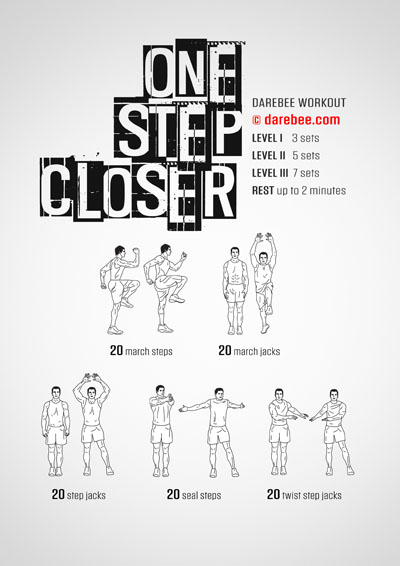 ONE
STEP
CLOSER
DAREBEE WORKOUT
© darebee.com
LEVEL I 3 sets
LEVEL II 5 sets
LEVEL III 7 sets
REST up to 2 minutes
20 march steps
20 march jacks
20 step jacks
20 seal steps
20 twist step jacks